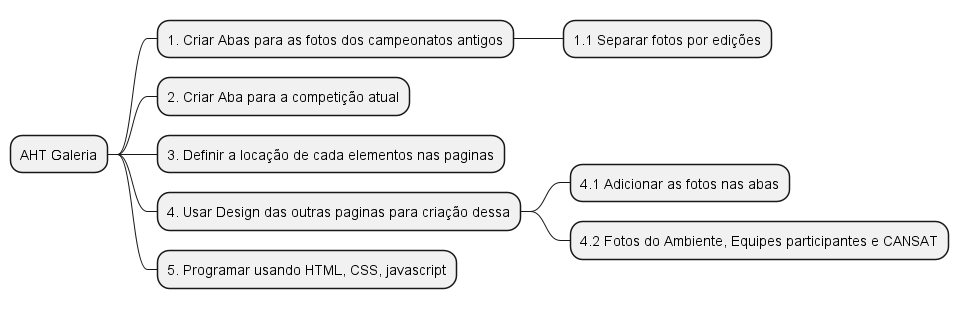 AHT Galeria
1. Criar Abas para as fotos dos campeonatos antigos
1.1 Separar fotos por edições
2. Criar Aba para a competição atual
3. Definir a locação de cada elementos nas paginas
4. Usar Design das outras paginas para criação dessa
4.1 Adicionar as fotos nas abas
4.2 Fotos do Ambiente, Equipes participantes e CANSAT
5. Programar usando HTML, CSS, javascript